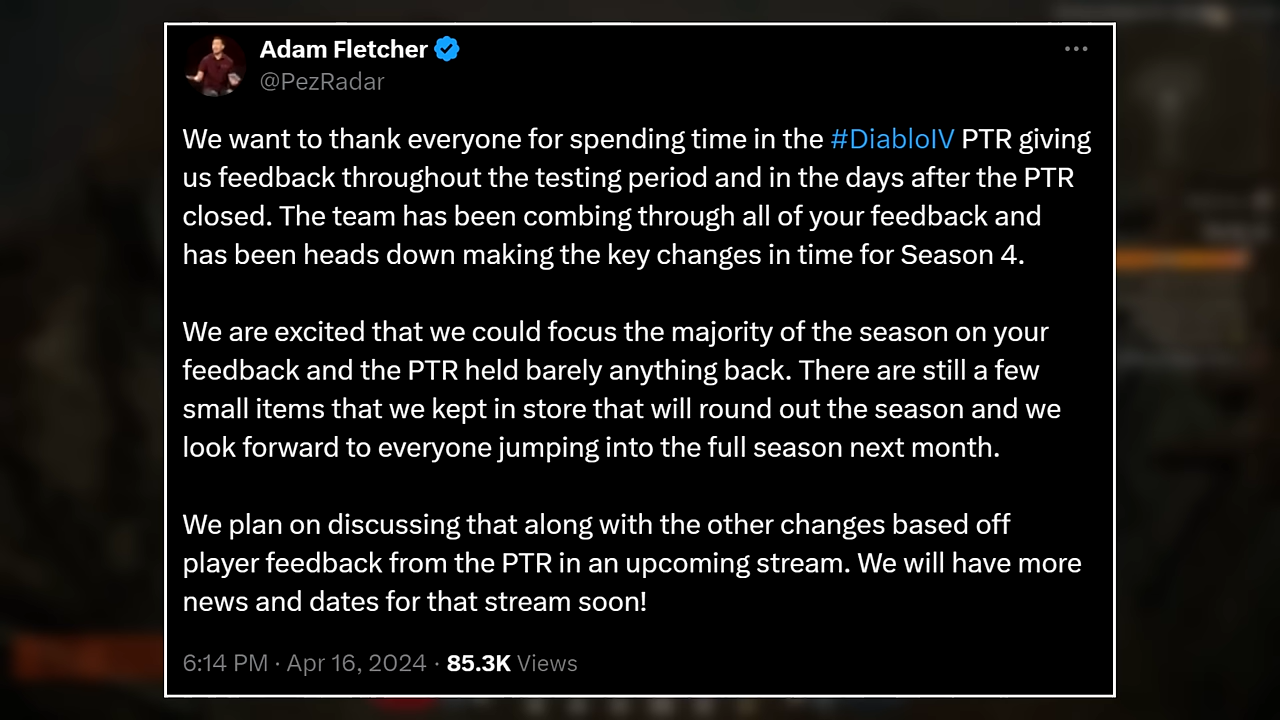 Adam Fletcher
@PezRadar
We want to thank everyone for spending time in the #DiabloIV PTR giving
us feedback throughout the testing period and in the days after the PTR
closed. The team has been combing through all of your feedback and
has been heads down making the key changes in time for Season 4.
We are excited that we could focus the majority of the season on your
feedback and the PTR held barely anything back. There are still a few
small items that we kept in store that will round out the season and we
look forward to everyone jumping into the full season next month.
We plan on discussing that along with the other changes based off
player feedback from the PTR in an upcoming stream. We will have more
news and dates for that stream soon!
6:14 PM · Apr 16, 2024 · 85.3K Views